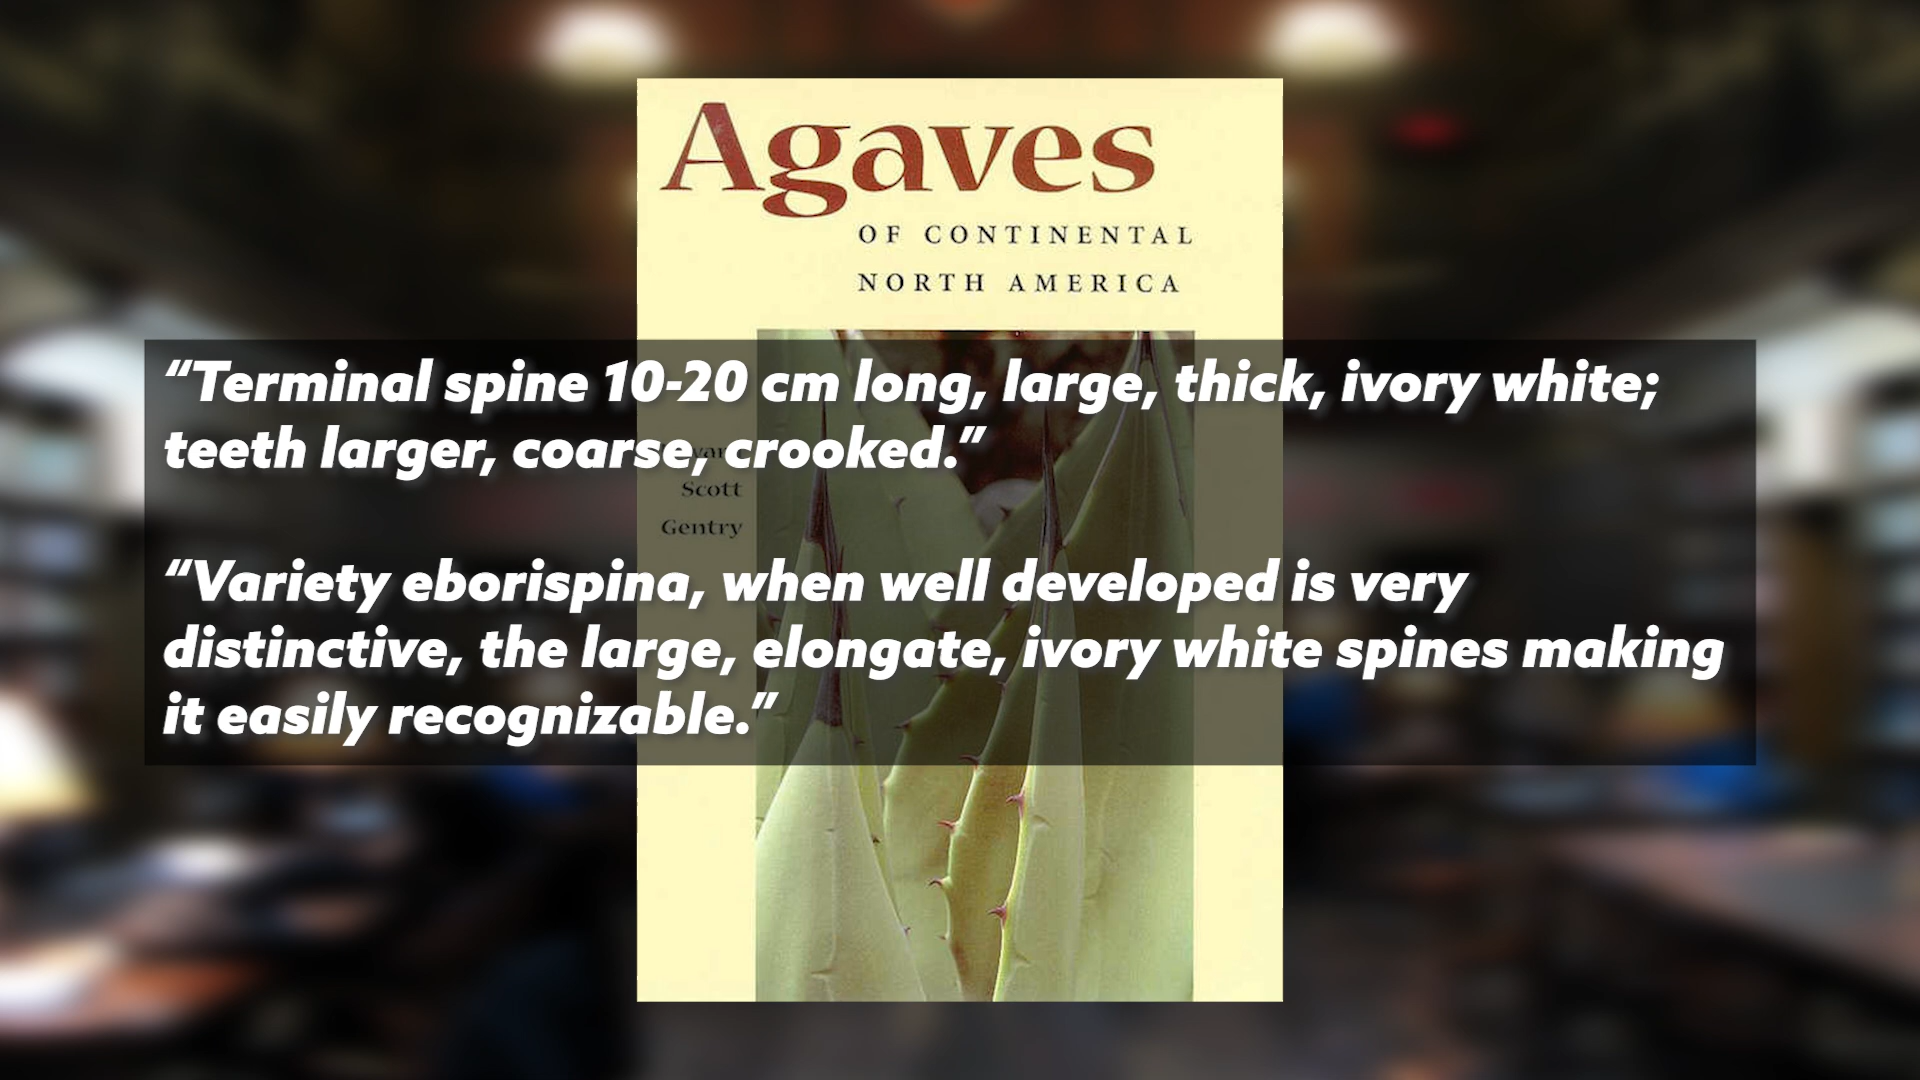 Agaves
OF CONTINENTAL
NORTH AMERICA
“Terminal spine 10-20 cm long, large, thick, ivory white;
teeth larger, coarse, crooked.”
Scott
Gentry
“Variety eborispina, when well developed is very
distinctive, the large, elongate, ivory white spines making
it easily recognizable.”